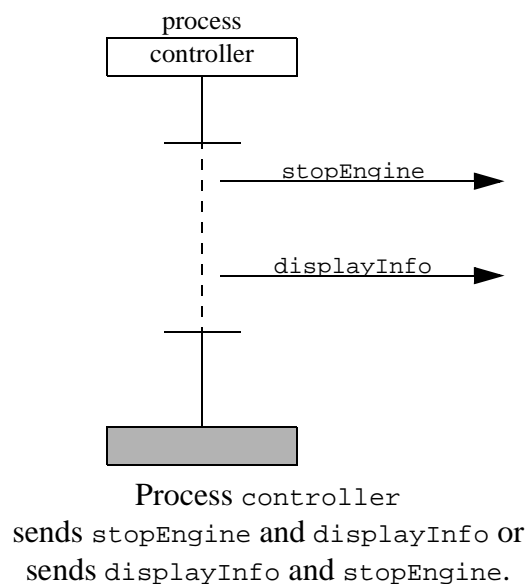 process
controller
stopEngine
displayInfo
Process controller
sends stopEngine and displayInfo or
sends displayInfo and stopEngine.